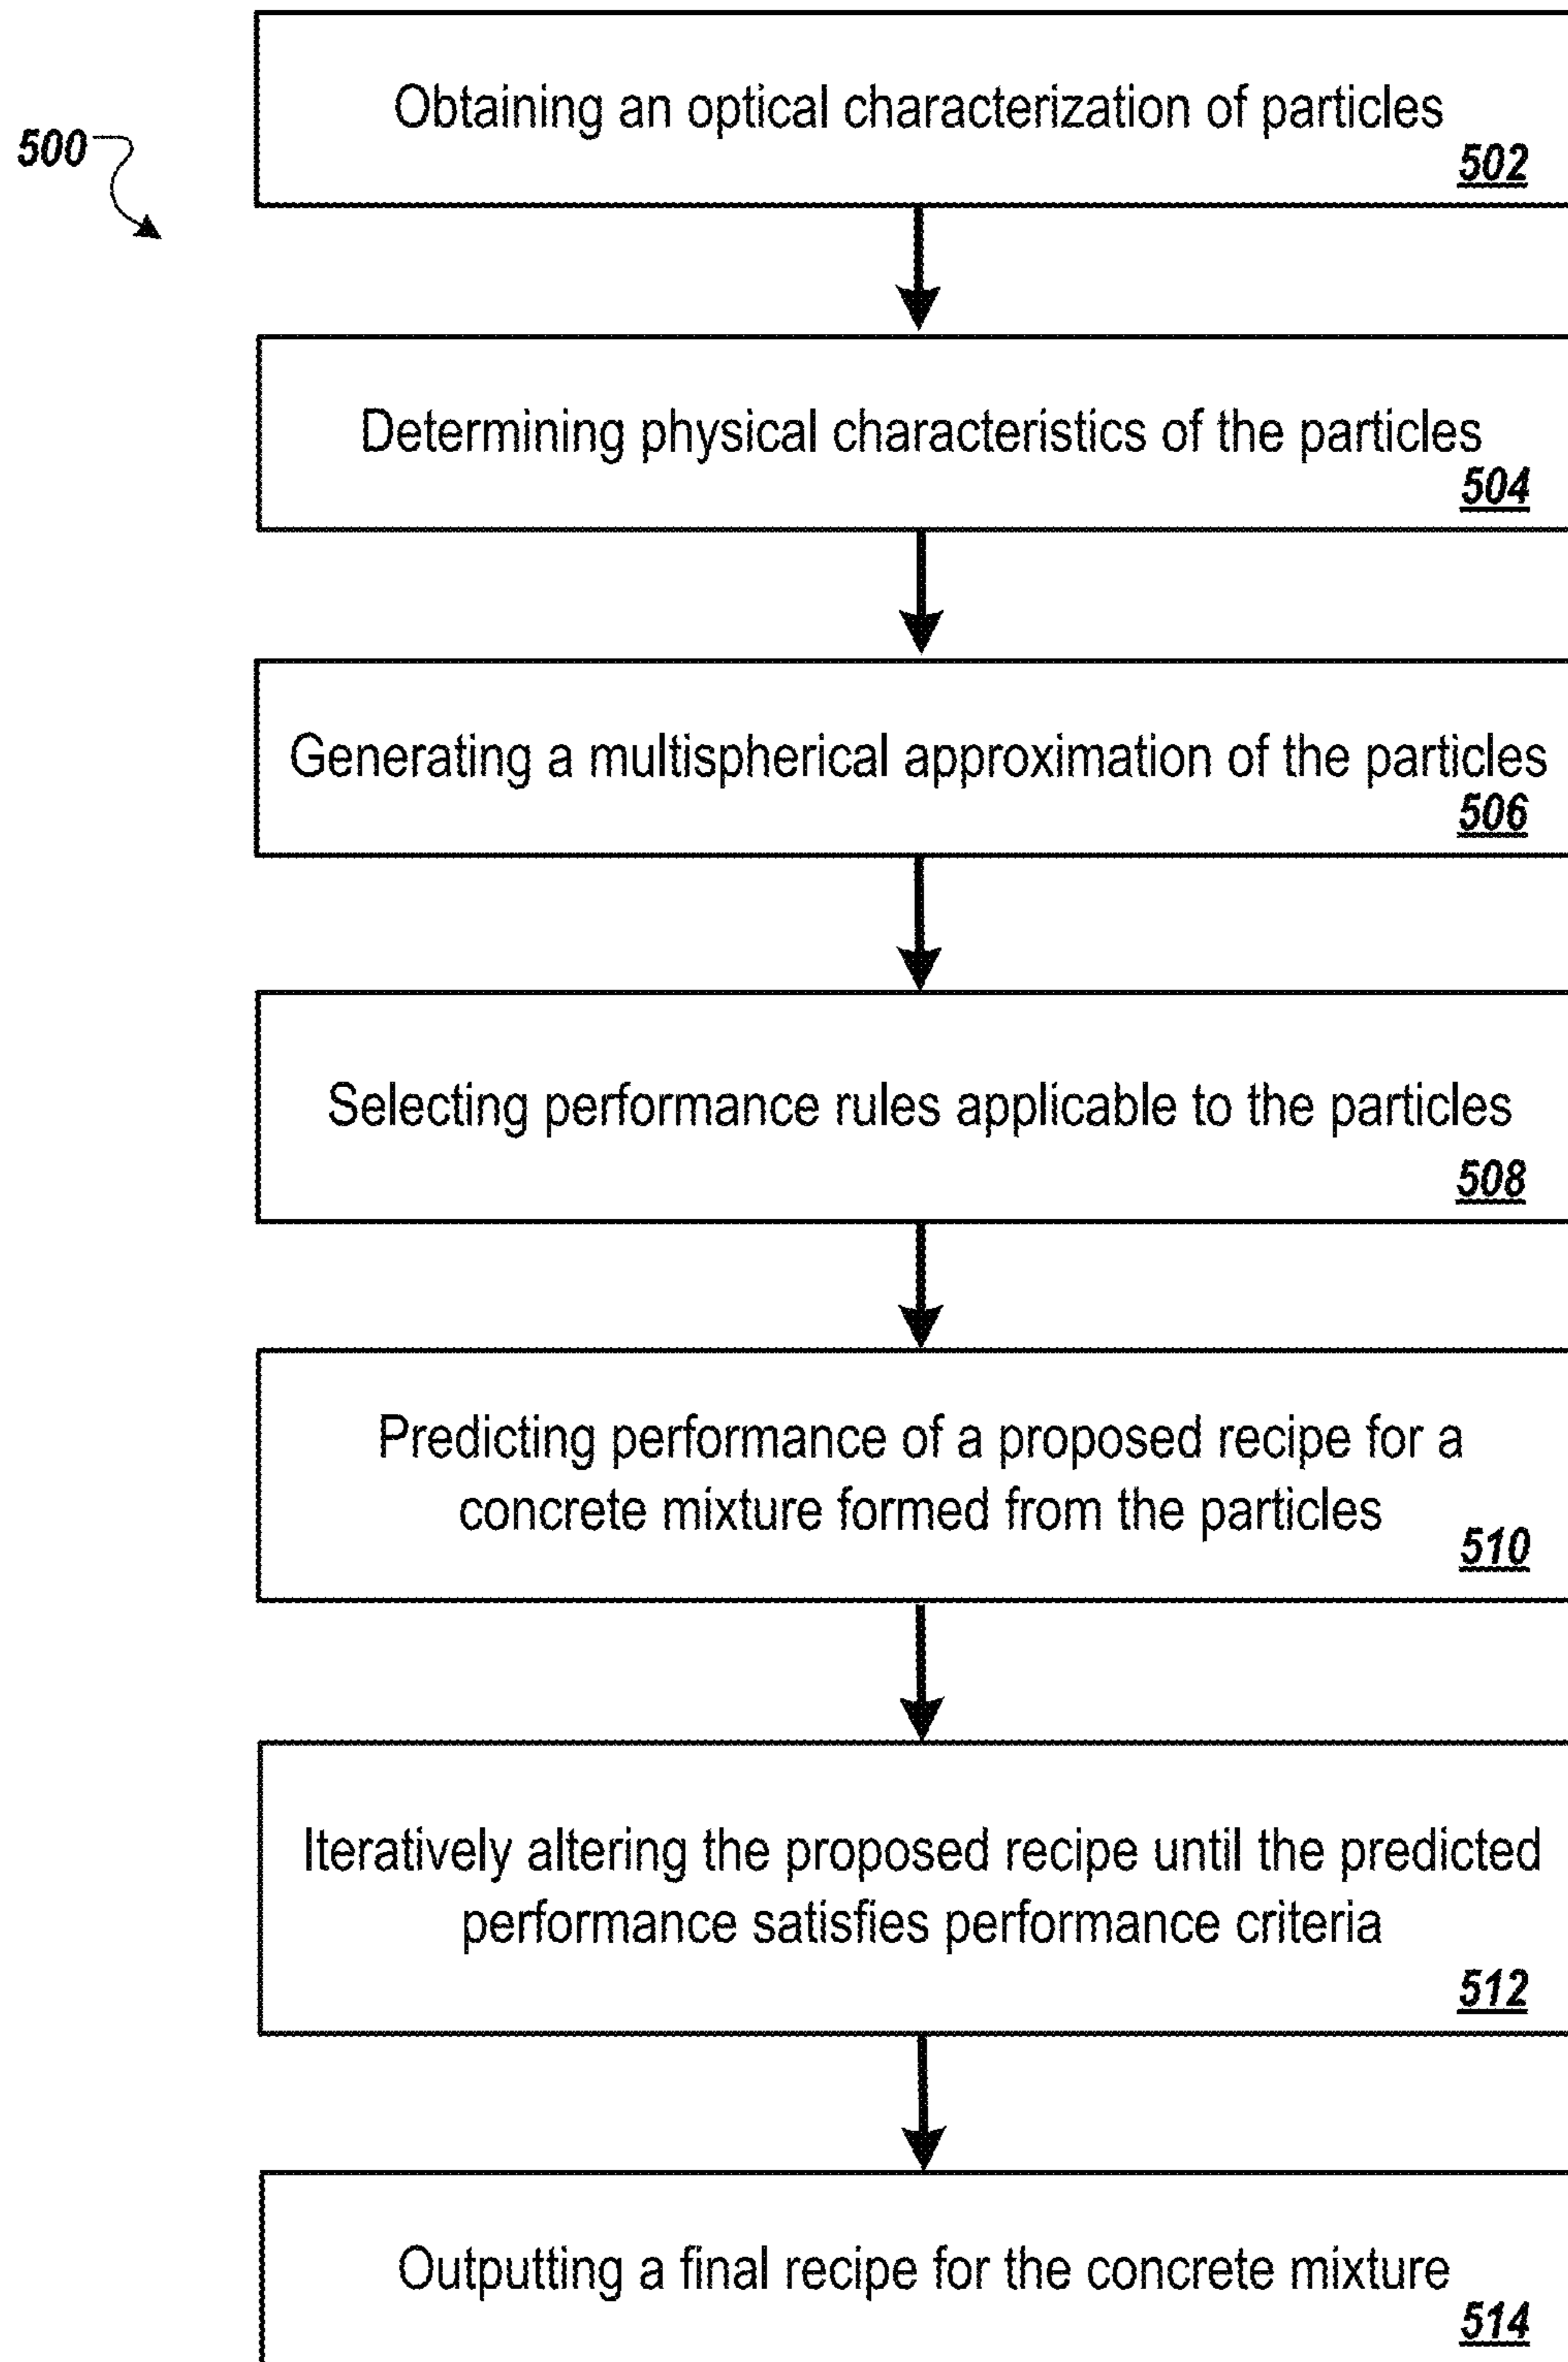 Obtaining an optical characterization of particles
502
500
Determining physical characteristics of the particles
504
Generating a multispherical approximation of the particles
506
Selecting performance rules applicable to the particles
508
Predicting performance of a proposed recipe for a
concrete mixture formed from the particles
510
Iteratively altering the proposed recipe until the predicted
performance satisfies performance criteria
512
Outputting a final recipe for the concrete mixture
514